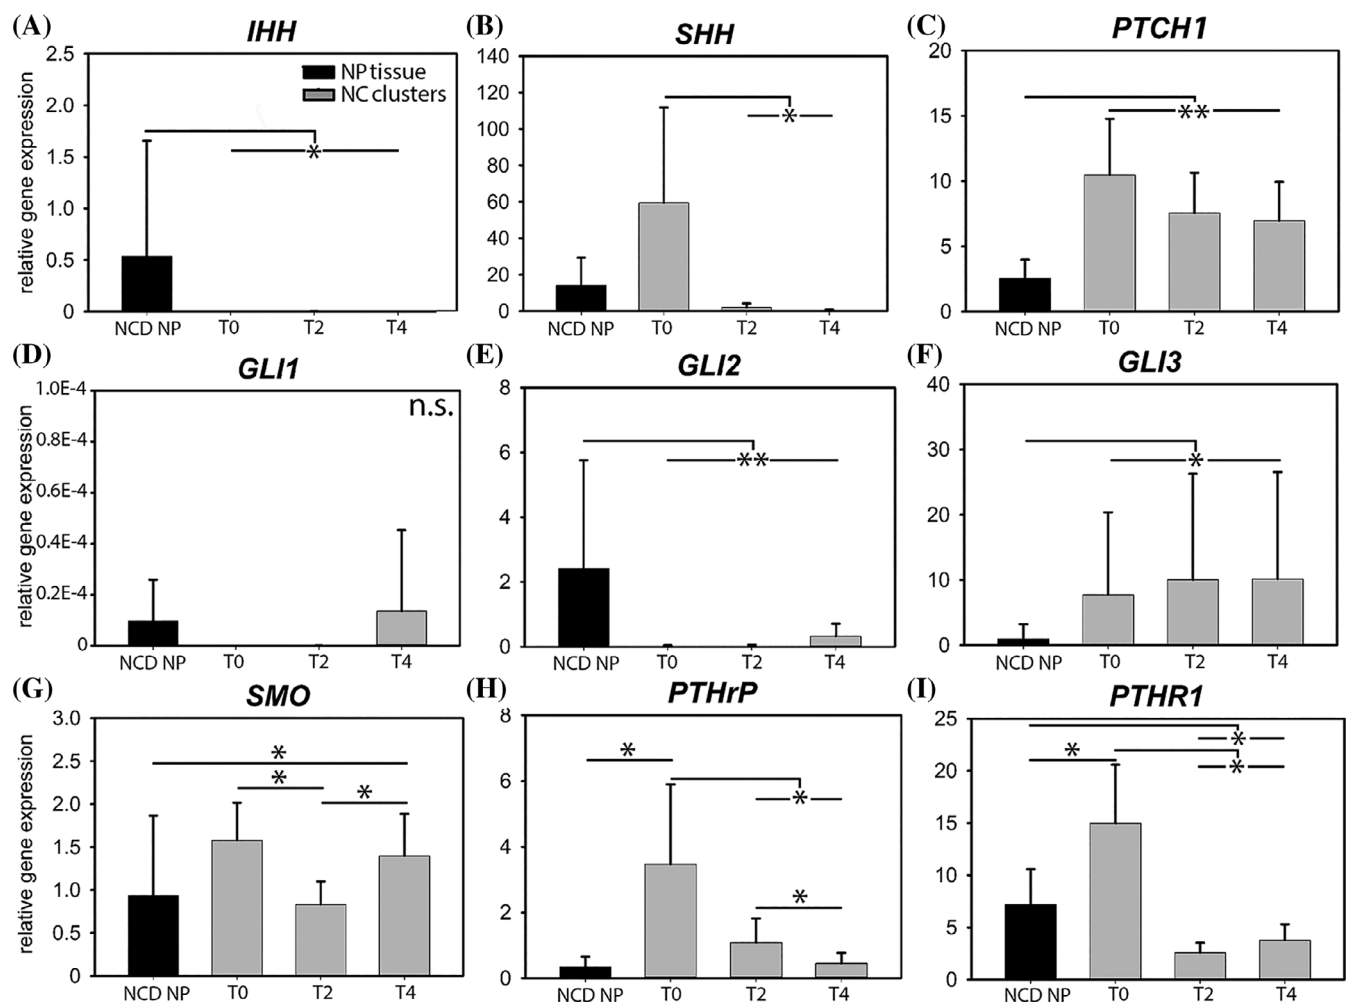 (A) IHH
2.5
2.0
1.5
1.0
0.5
0
relative gene expression
NP tissue
NC clusters
*
NCD NP T0 T2 T4
(B) SHH
140
120
100
80
60
40
20
0
*
NCD NP T0 T2 T4
(C) PTCH1
20
15
10
5
0
**
NCD NP T0 T2 T4
(D) GLI1
1.0E-4
0.8E-4
0.6E-4
0.4E-4
0.2E-4
0
relative gene expression
n.s.
NCD NP T0 T2 T4
(E) GLI2
8
6
4
2
0
**
NCD NP T0 T2 T4
(F) GLI3
40
30
20
10
0
*
NCD NP T0 T2 T4
(G) SMO
3.0
2.5
2.0
1.5
1.0
0.5
0
relative gene expression
*
*
*
NCD NP T0 T2 T4
(H) PTHrP
8
6
4
2
0
*
*
*
NCD NP T0 T2 T4
(I) PTHR1
25
20
15
10
5
0
*
*
*
NCD NP T0 T2 T4